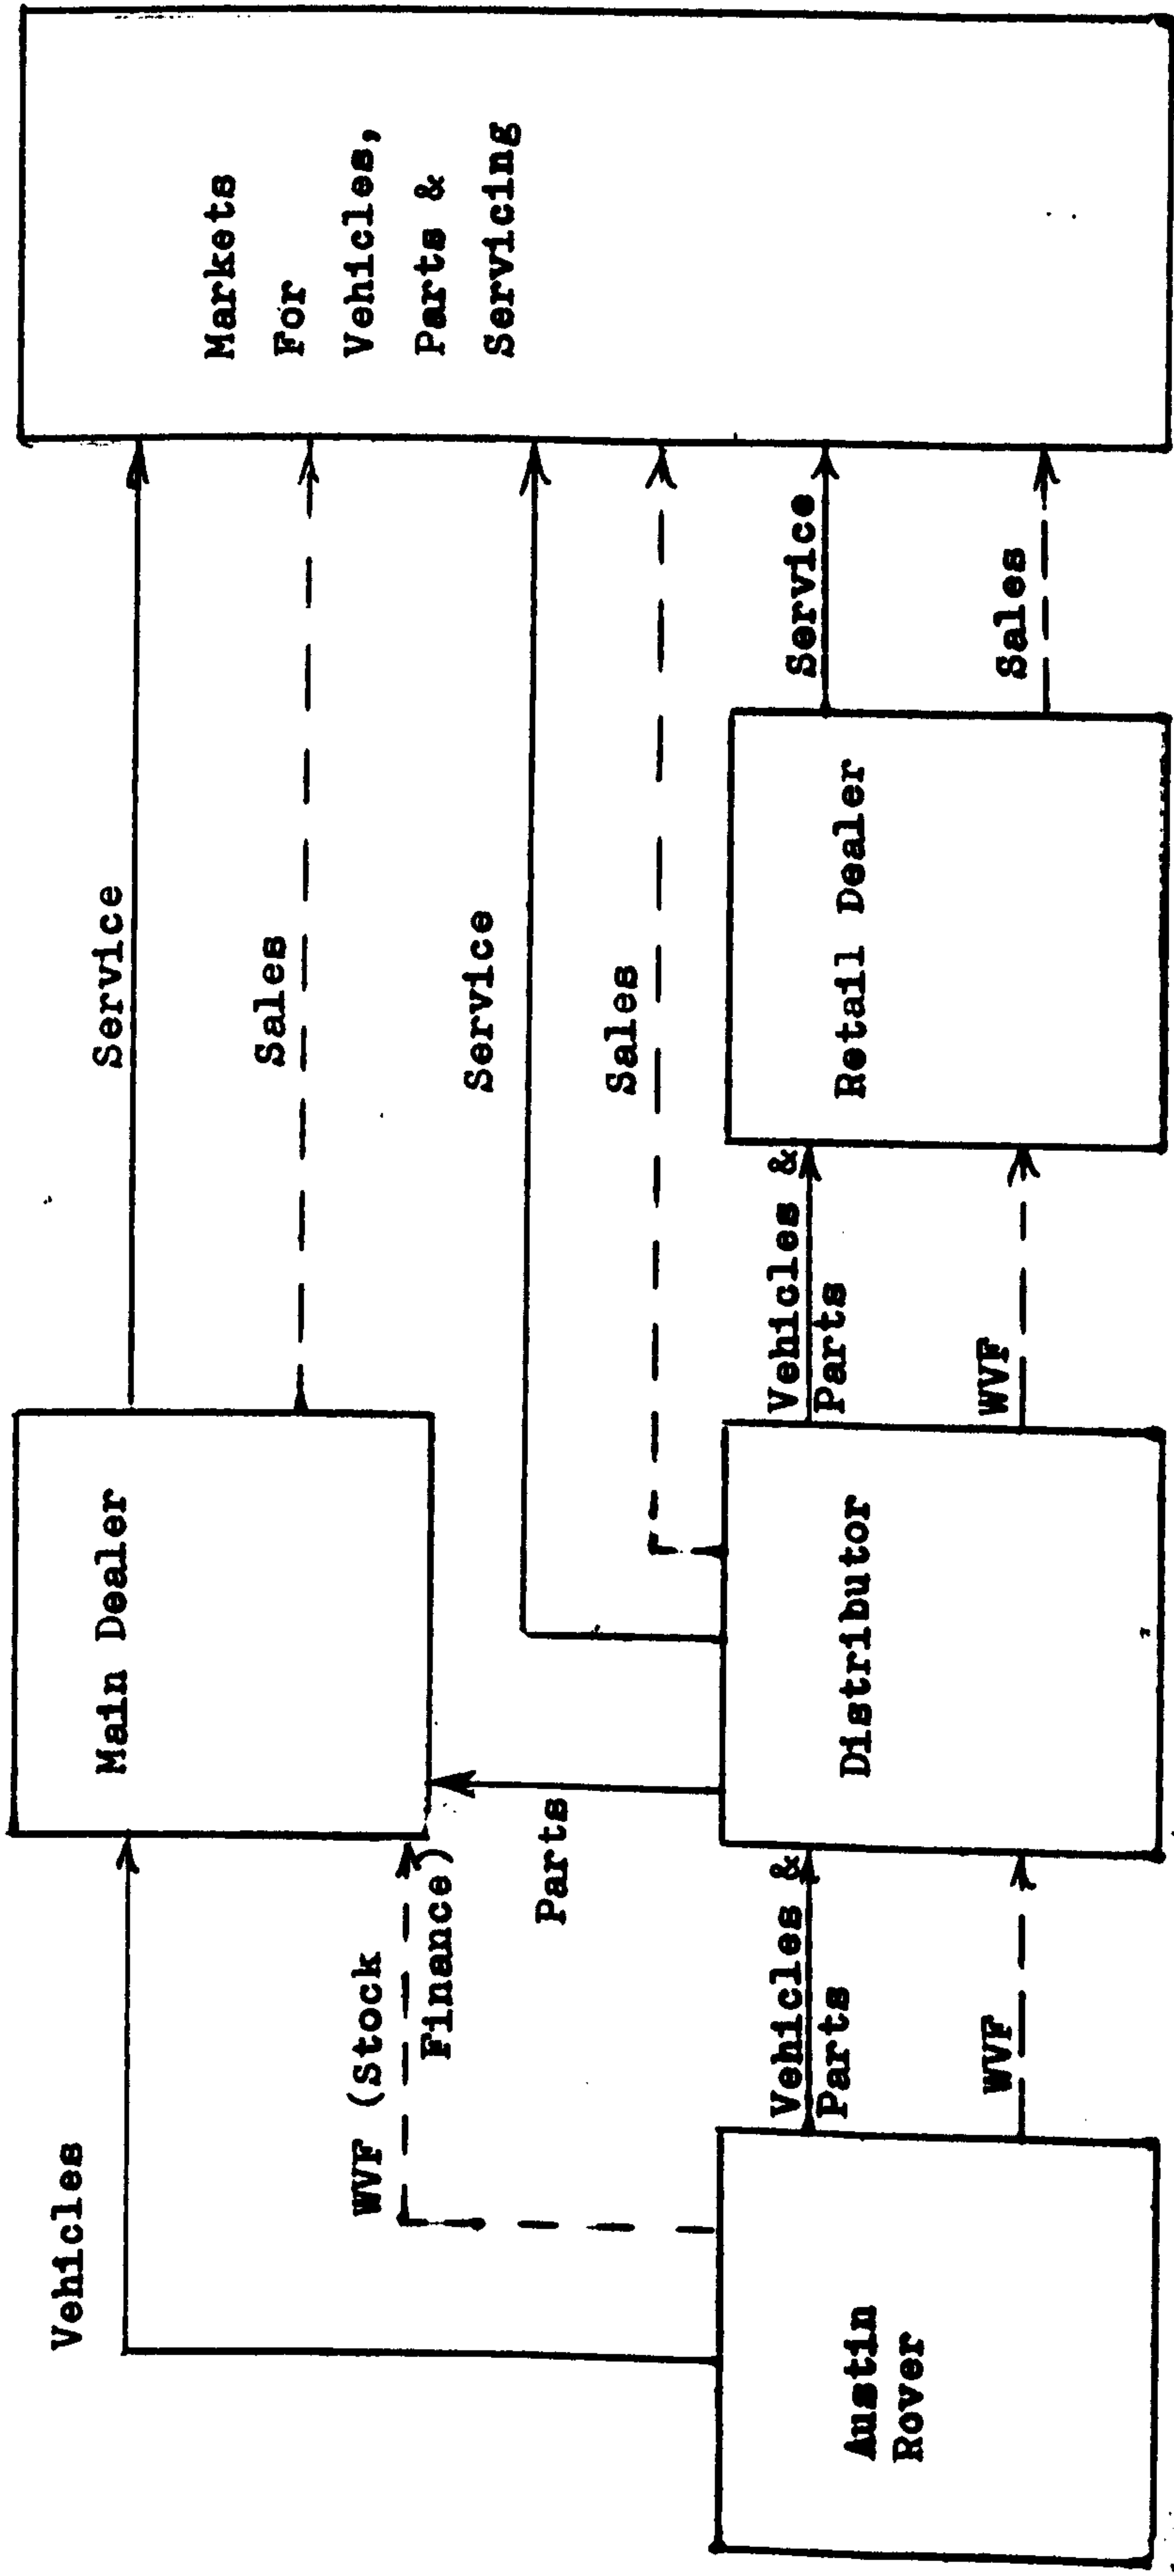 Vehicles
WVF (Stock
Finance)
Main Dealer
Parts
Service
Sales
Service
Sales
Markets
For
Vehicles,
Parts &
Servicing
Austin
Rover
Vehicles &
Parts
WVF
Distributor
Vehicles &
Parts
WVF
Retail Dealer
Service
Sales